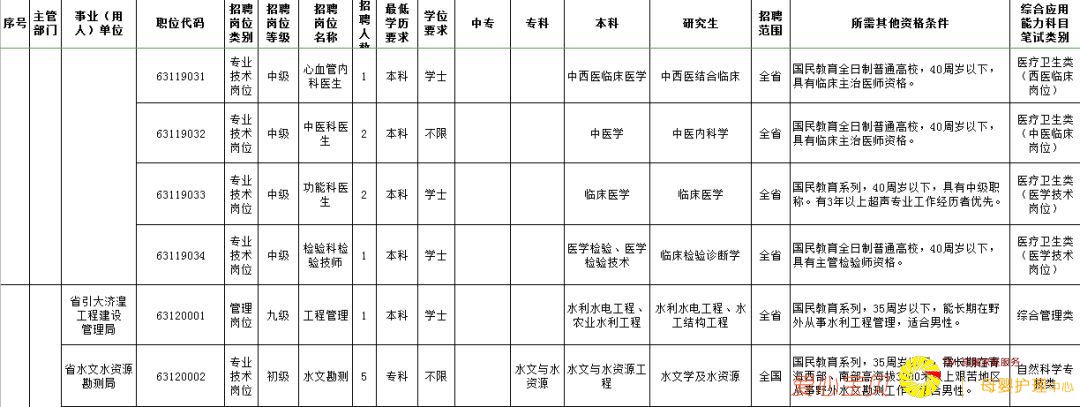 序号 主管部门 事业（用人）单位 职位代码 招聘岗位类别 招聘岗位等级 招聘岗位名称 招聘人 最低学历要求 学位要求 中专 专科 本科 研究生 招聘范围 所需其他资格条件 综合应用能力科目笔试类别
63119031 专业技术岗位 中级 心血管内科医生 1 本科 学士 中西医临床医学 中西医结合临床 全省 国民教育全日制普通高校，40周岁以下，具有临床主治医师资格。 医疗卫生类（西医临床岗位）
63119032 专业技术岗位 中级 中医科医生 2 本科 不限 中医学 中医内科学 全省 国民教育全日制普通高校，40周岁以下，具有临床主治医师资格。 医疗卫生类（中医临床岗位）
63119033 专业技术岗位 中级 功能科医生 2 本科 学士 临床医学 临床医学 全省 国民教育系列，40周岁以下，具有中级职称。有3年以上超声专业工作经历者优先。 医疗卫生类（医学技术岗位）
63119034 专业技术岗位 中级 检验科检验技师 1 本科 学士 医学检验、医学检验技术 临床检验诊断学 全省 国民教育全日制普通高校，40周岁以下，具有主管检验师资格。 医疗卫生类（医学技术岗位）
省引大济湟工程建设管理局 63120001 管理岗位 九级 工程管理 1 本科 学士 水利水电工程、农业水利工程 水利水电工程、水工结构工程 全省 国民教育系列，35周岁以下，能长期在野外从事水利工程管理，适合男性。 综合管理类
省水文水资源勘测局 63120002 专业技术岗位 初级 水文勘测 5 专科 不限 水文与水资源 水文与水资源工程 水文学及水资源 全国 国民教育系列，35周岁 长期在青海西部、南部高海拔3 00米 上艰苦地区从事野外水文勘测工作 合男性。 自然科学专技类
母婴护理中心